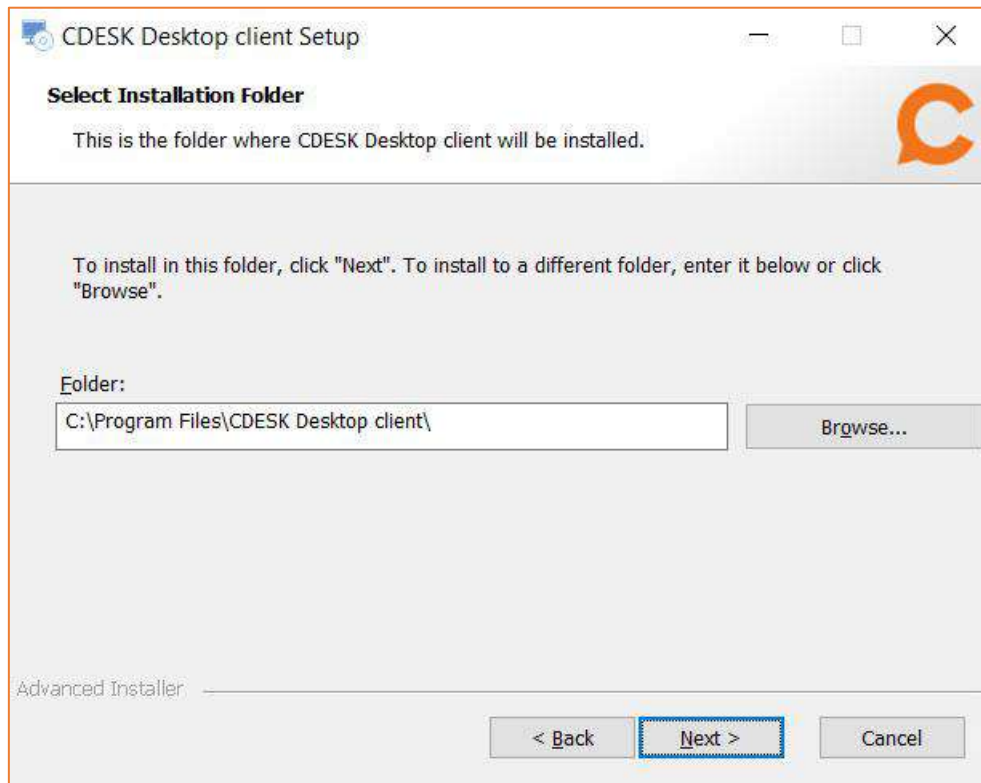 CDESK Desktop client Setup
Select Installation Folder
This is the folder where CDESK Desktop client will be installed.
To install in this folder, click "Next". To install to a different folder, enter it below or click
"Browse".
Folder:
C:\Program Files\CDESK Desktop client\
Browse...
Advanced Installer
< Back
Next >
Cancel